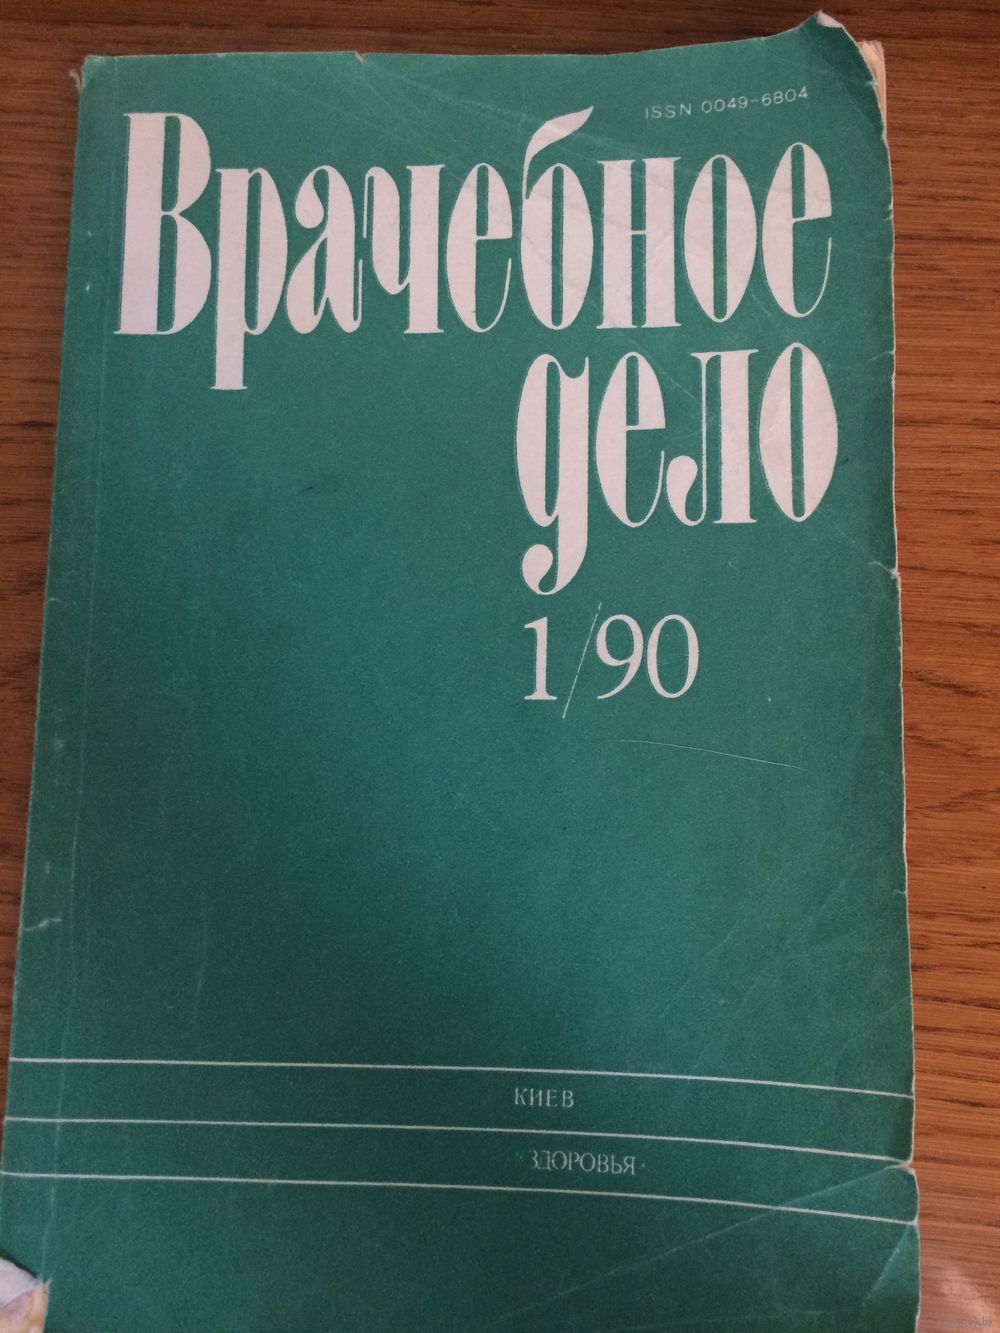 ISSN 0049-6804
Врачебное
дело
1/90
КИЕВ
·ЗДОРОВЬЯ·